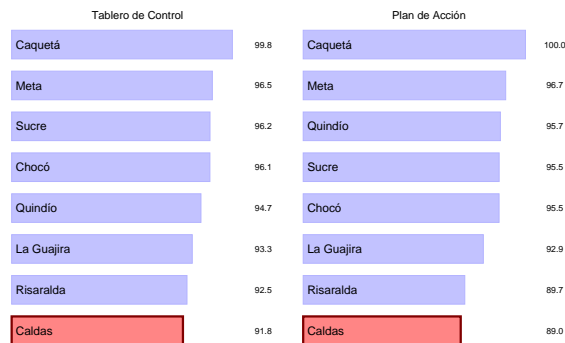 Tablero de Control
Caquetá 99.8
Meta 96.5
Sucre 96.2
Chocó 96.1
Quindío 94.7
La Guajira 93.3
Risaralda 92.5
Caldas 91.8
Plan de Acción
Caquetá 100.0
Meta 96.7
Quindío 95.7
Sucre 95.5
Chocó 95.5
La Guajira 92.9
Risaralda 89.7
Caldas 89.0